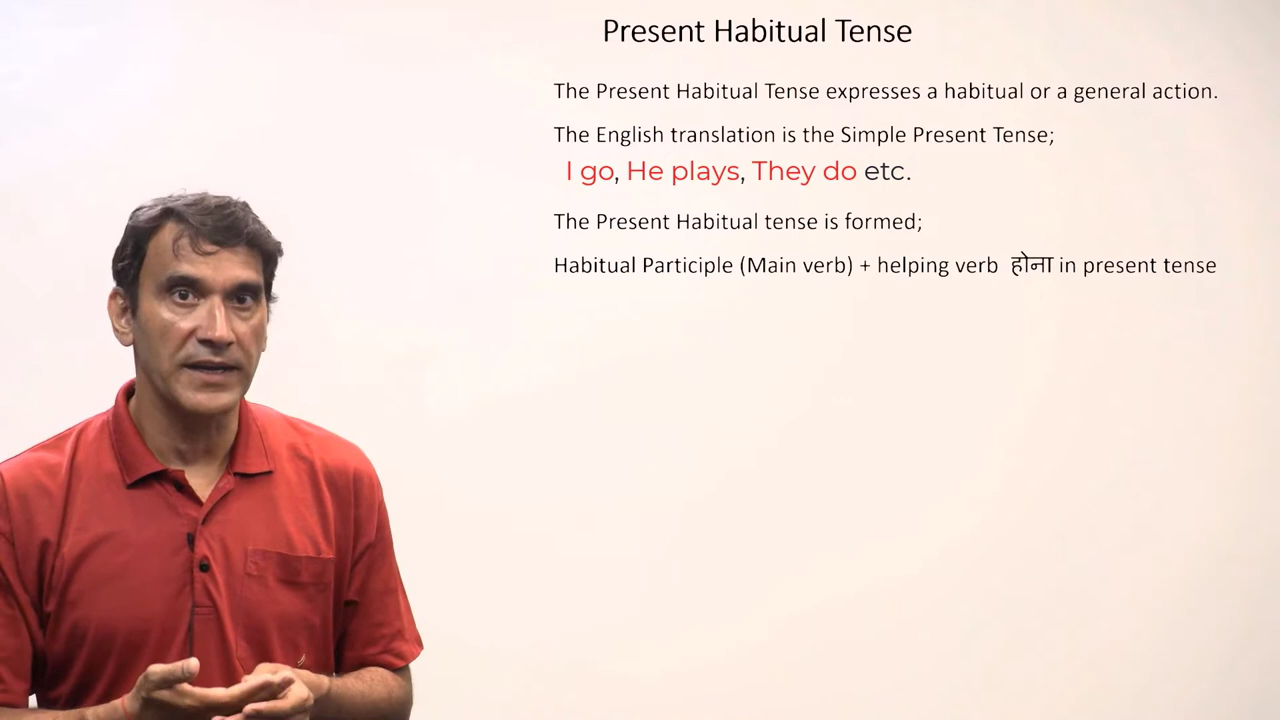 Present Habitual Tense
The Present Habitual Tense expresses a habitual or a general action.
The English translation is the Simple Present Tense;
I go, He plays, They do etc.
The Present Habitual tense is formed;
Habitual Participle (Main verb) + helping verb होना in present tense